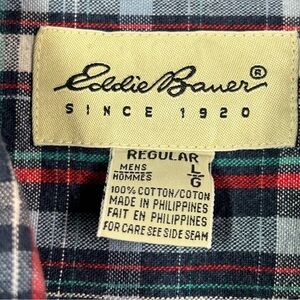 Eddie Bauer®
SINCE 1920
REGULAR
MENS L
HOMMES G
100% COTTON/COTON
MADE IN PHILIPPINES
FAIT EN PHILIPPINES
FOR CARE SEE SIDE SEAM